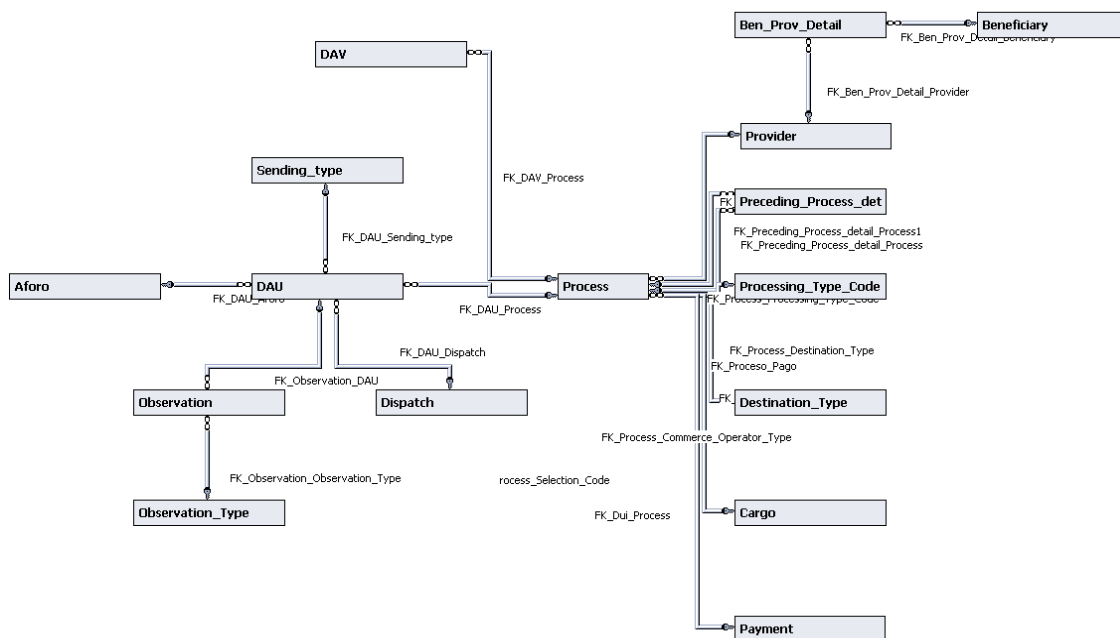 Ben_Prov_Detail
Beneficiary
FK_Ben_Prov_Detail_Beneficiary
DAV
FK_Ben_Prov_Detail_Provider
Provider
Sending_type
FK_DAV_Process
Preceding_Process_det
FK
FK_Preceding_Process_detail_Process1
FK_DAU_Sending_type
FK_Preceding_Process_detail_Process
Aforo
DAU
Process
Processing_Type_Code
FK_DAU_Aforo
FK_Process_Processing_Type_Code
FK_DAU_Process
FK_DAU_Dispatch
FK_Process_Destination_Type
FK_Proceso_Pago
FK_Observation_DAU
Observation
Dispatch
FK
Destination_Type
FK_Process_Commerce_Operator_Type
FK_Observation_Observation_Type
rocess_Selection_Code
Observation_Type
FK_Dui_Process
Cargo
Payment